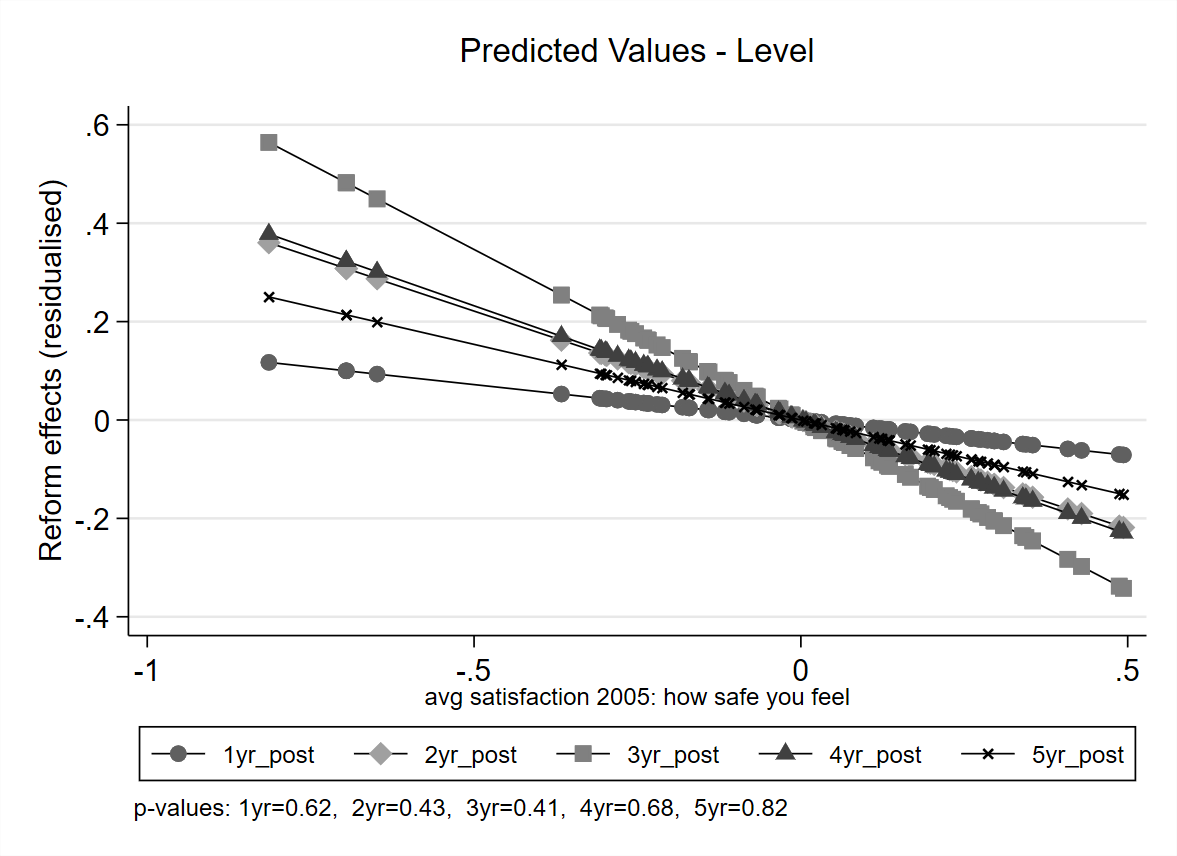 Predicted Values - Level
Reform effects (residualised)
.6
.4
.2
0
-.2
-.4
-1
-.5
0
.5
avg satisfaction 2005: how safe you feel
1yr_post
2yr_post
3yr_post
4yr_post
5yr_post
p-values: 1yr=0.62,  2yr=0.43,  3yr=0.41,  4yr=0.68,  5yr=0.82